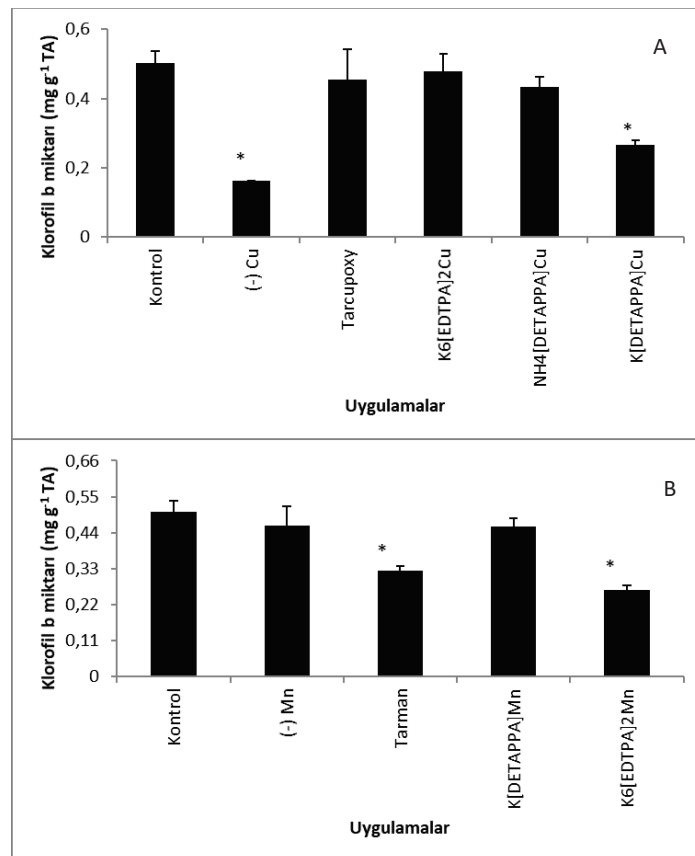 A
Klorofil b miktarı (mg g-1 TA)
0,6
0,4
0,2
0
*
*
Kontrol
(-) Cu
Tarcupoxy
K6[EDTPA]2Cu
NH4[DETAPPA]Cu
K[DETAPPA]Cu
Uygulamalar
B
Klorofil b miktarı (mg g-1 TA)
0,66
0,55
0,44
0,33
0,22
0,11
0
*
*
Kontrol
(-) Mn
Tarman
K[DETAPPA]Mn
K6[EDTPA]2Mn
Uygulamalar